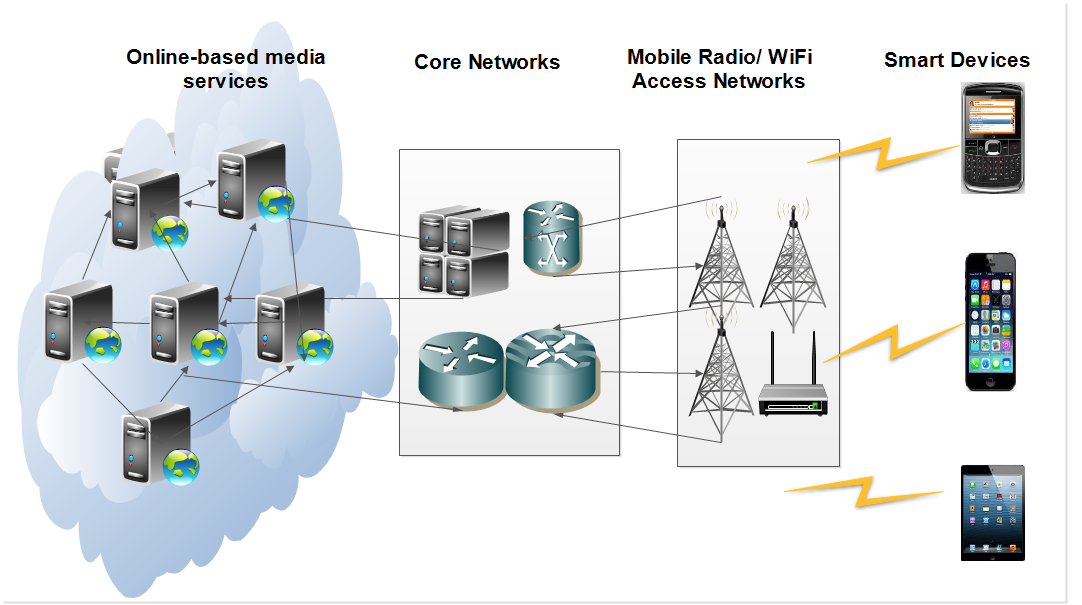 Online-based media
services
Core Networks
Mobile Radio/ WiFi
Access Networks
Smart Devices